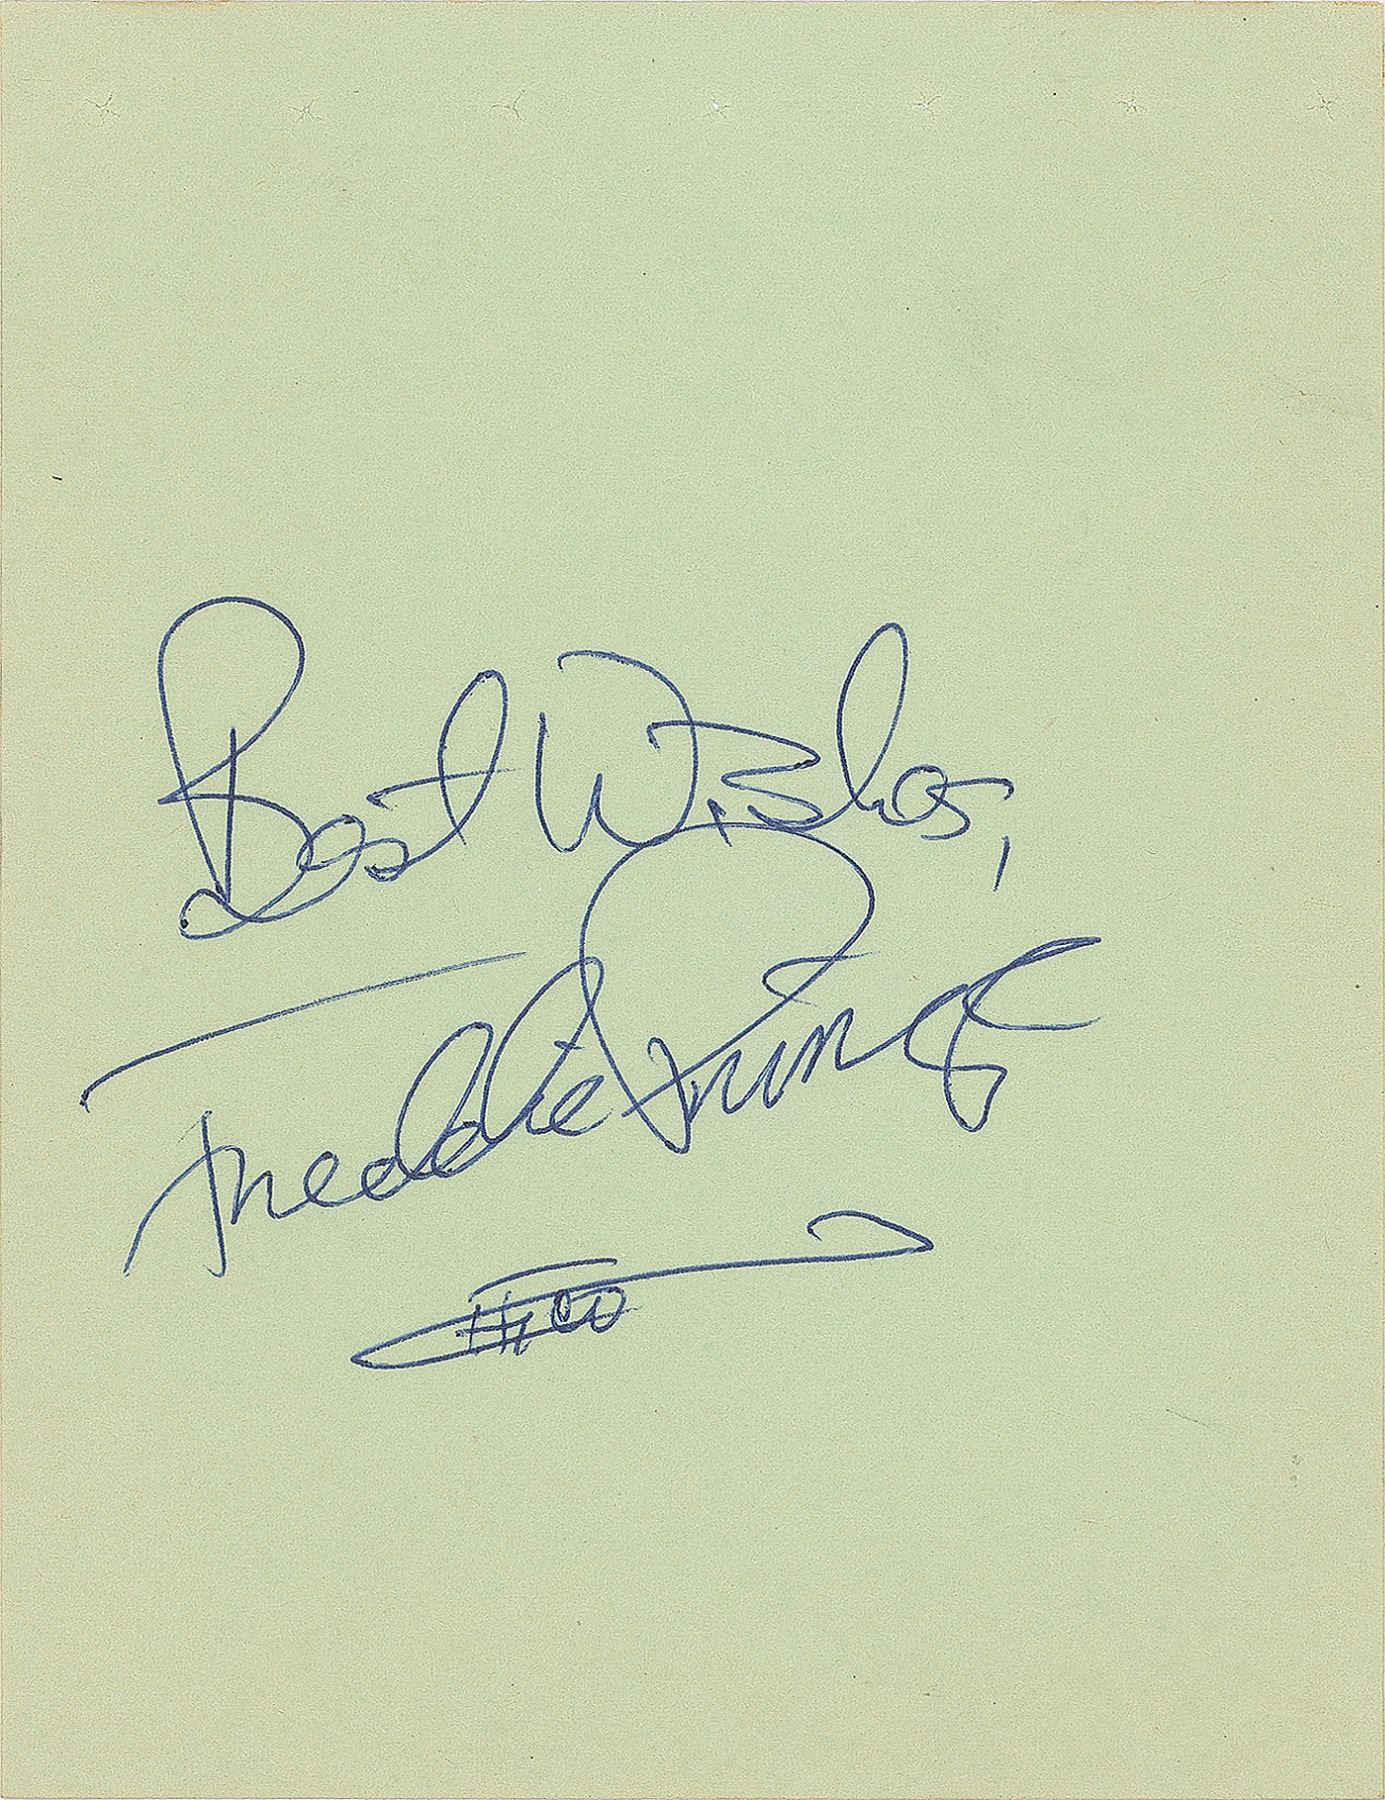 Best Wishes,
Freddie Prinze